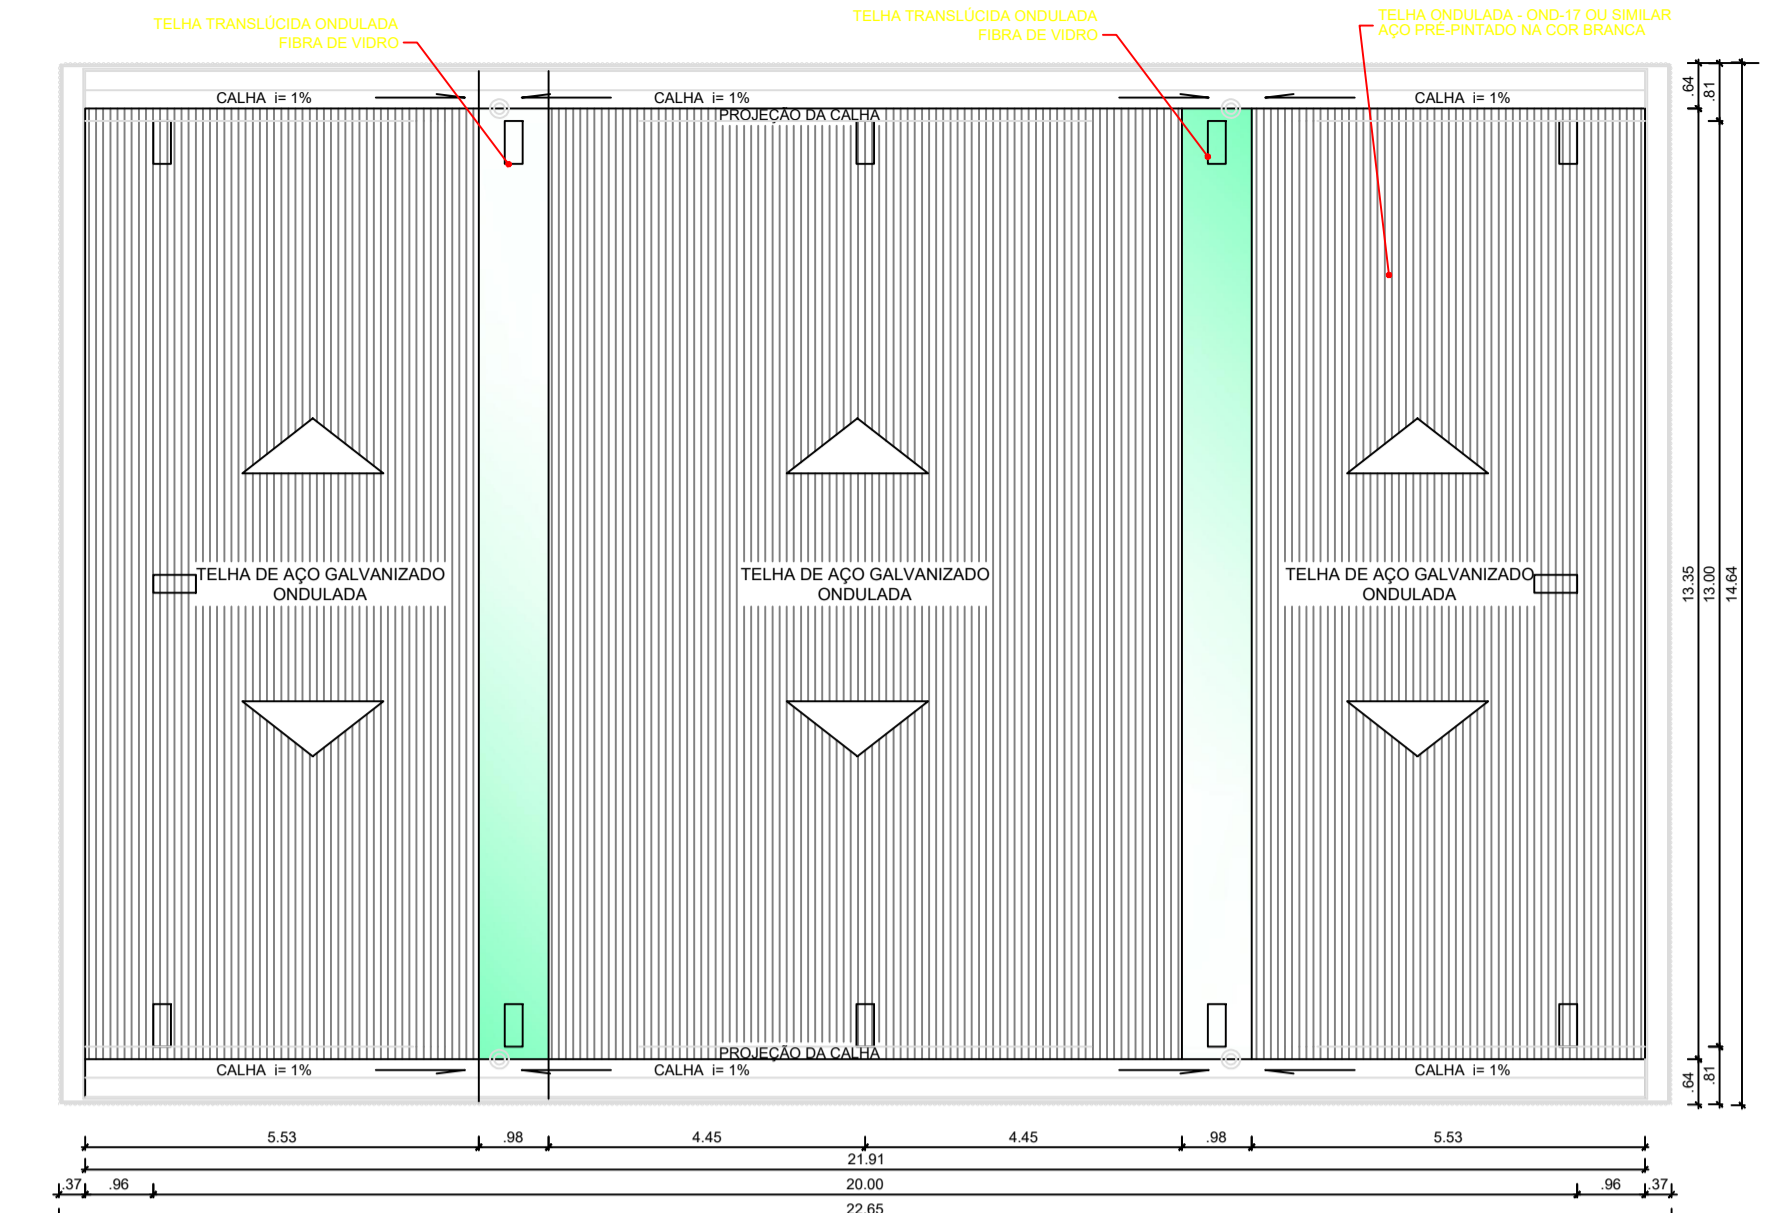 TELHA TRANSLÚCIDA ONDULADA
FIBRA DE VIDRO
TELHA TRANSLÚCIDA ONDULADA
FIBRA DE VIDRO
TELHA ONDULADA - OND-17 OU SIMILAR
AÇO PRÉ-PINTADO NA COR BRANCA
CALHA i= 1%
CALHA i= 1%
CALHA i= 1%
PROJEÇÃO DA CALHA
.64
.81
TELHA DE AÇO GALVANIZADO
ONDULADA
TELHA DE AÇO GALVANIZADO
ONDULADA
TELHA DE AÇO GALVANIZADO
ONDULADA
13.35
13.00
14.64
PROJEÇÃO DA CALHA
CALHA i= 1%
CALHA i= 1%
CALHA i= 1%
.64
.81
5.53 .98 4.45 4.45 .98 5.53
21.91
.37 .96 20.00 .96 .37
22.65